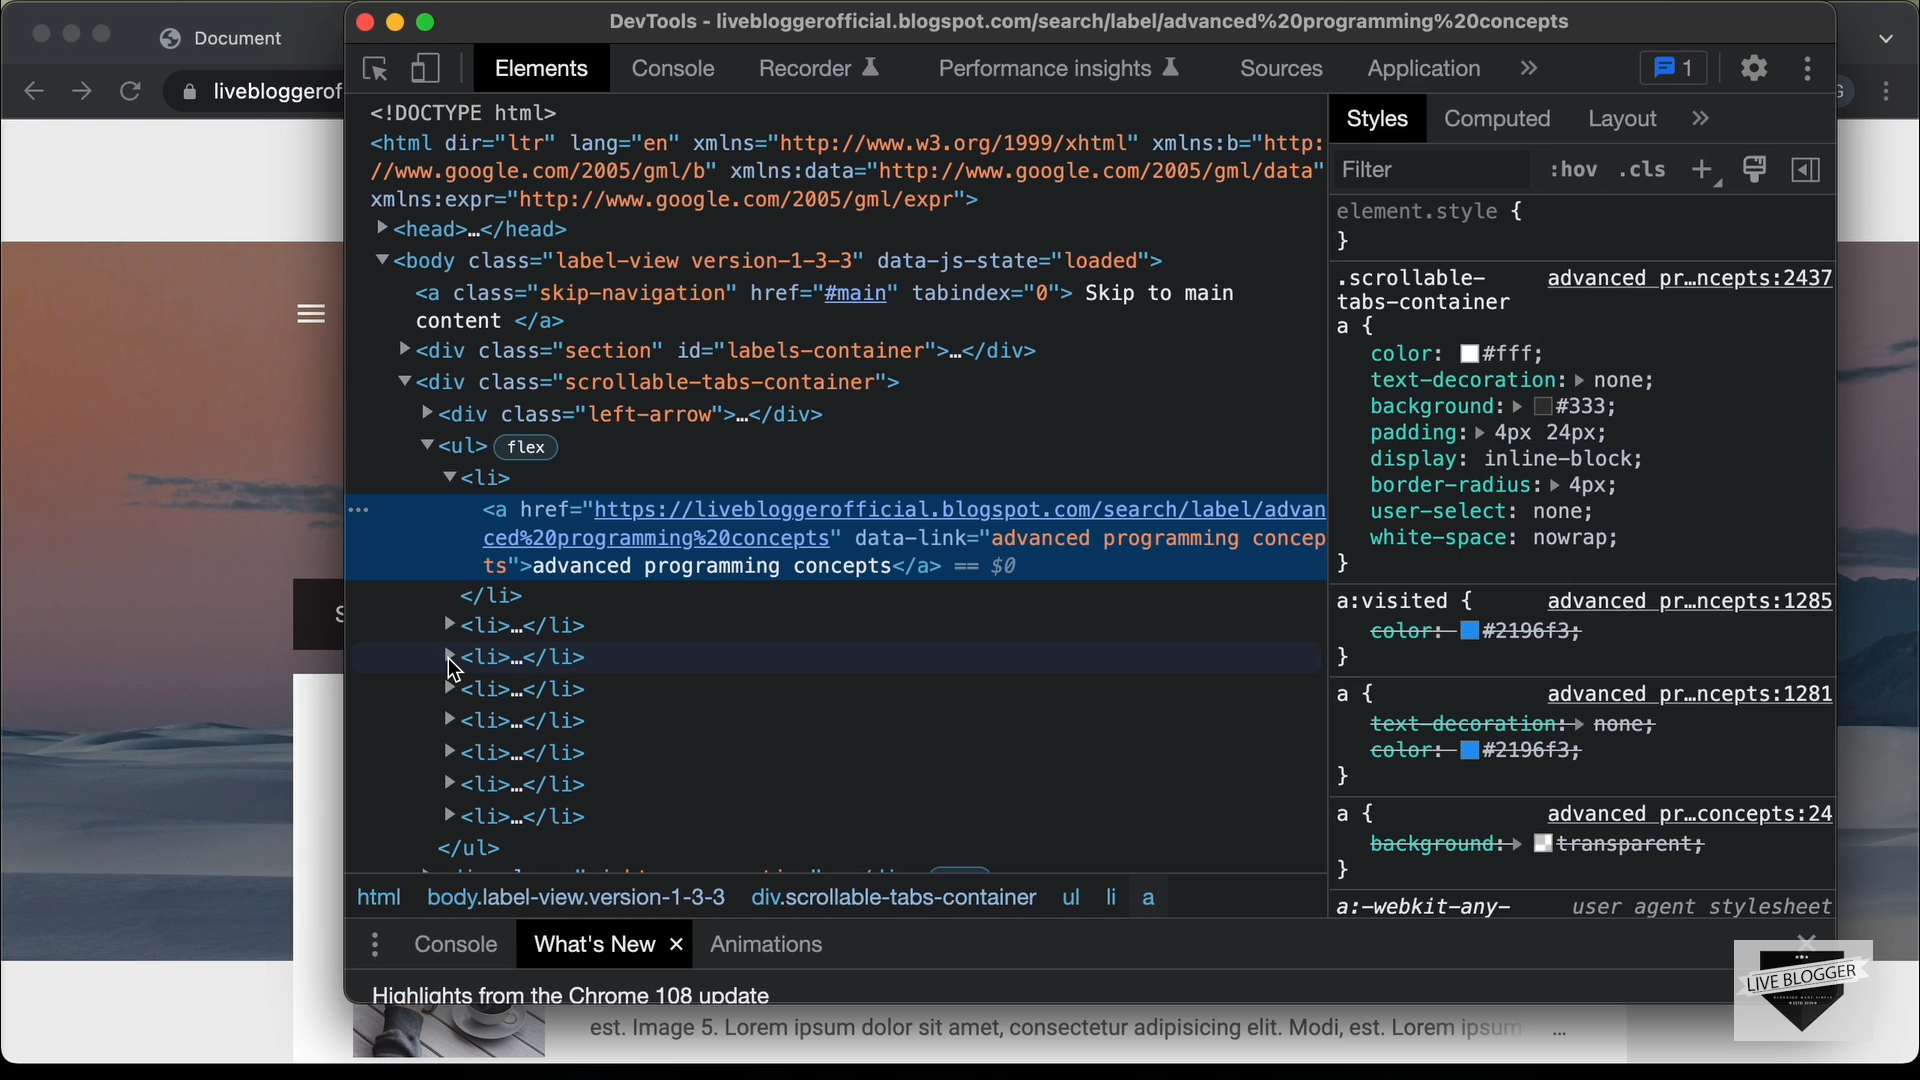 DevTools - livebloggerofficial.blogspot.com/search/label/advanced%20programming%20concepts
Document
livebloggerof
Elements Console Recorder Performance insights Sources Application » 1
<!DOCTYPE html>
<html dir="ltr" lang="en" xmlns="http://www.w3.org/1999/xhtml" xmlns:b="http:
//www.google.com/2005/gml/b" xmlns:data="http://www.google.com/2005/gml/data"
xmlns:expr="http://www.google.com/2005/gml/expr">
<head>…</head>
<body class="label-view version-1-3-3" data-js-state="loaded">
<a class="skip-navigation" href="#main" tabindex="0"> Skip to main
content </a>
<div class="section" id="labels-container">…</div>
<div class="scrollable-tabs-container">
<div class="left-arrow">…</div>
<ul> flex
<li>
<a href="https://livebloggerofficial.blogspot.com/search/label/advan
ced%20programming%20concepts" data-link="advanced programming concep
ts">advanced programming concepts</a> == $0
</li>
<li>…</li>
<li>…</li>
<li>…</li>
<li>…</li>
<li>…</li>
<li>…</li>
<li>…</li>
</ul>
html body.label-view.version-1-3-3 div.scrollable-tabs-container ul li a
Styles Computed Layout »
Filter :hov .cls +
element.style {
}
.scrollable- advanced pr…ncepts:2437
tabs-container
a {
color: #fff;
text-decoration: none;
background: #333;
padding: 4px 24px;
display: inline-block;
border-radius: 4px;
user-select: none;
white-space: nowrap;
}
a:visited { advanced pr…ncepts:1285
color: #2196f3;
}
a { advanced pr…ncepts:1281
text-decoration: none;
color: #2196f3;
}
a { advanced pr…concepts:24
background: transparent;
}
a:-webkit-any- user agent stylesheet
Console What's New × Animations
Highlights from the Chrome 108 update
est. Image 5. Lorem ipsum dolor sit amet, consectetur adipisicing elit. Modi, est. Lorem ipsum ...
LIVE BLOGGER